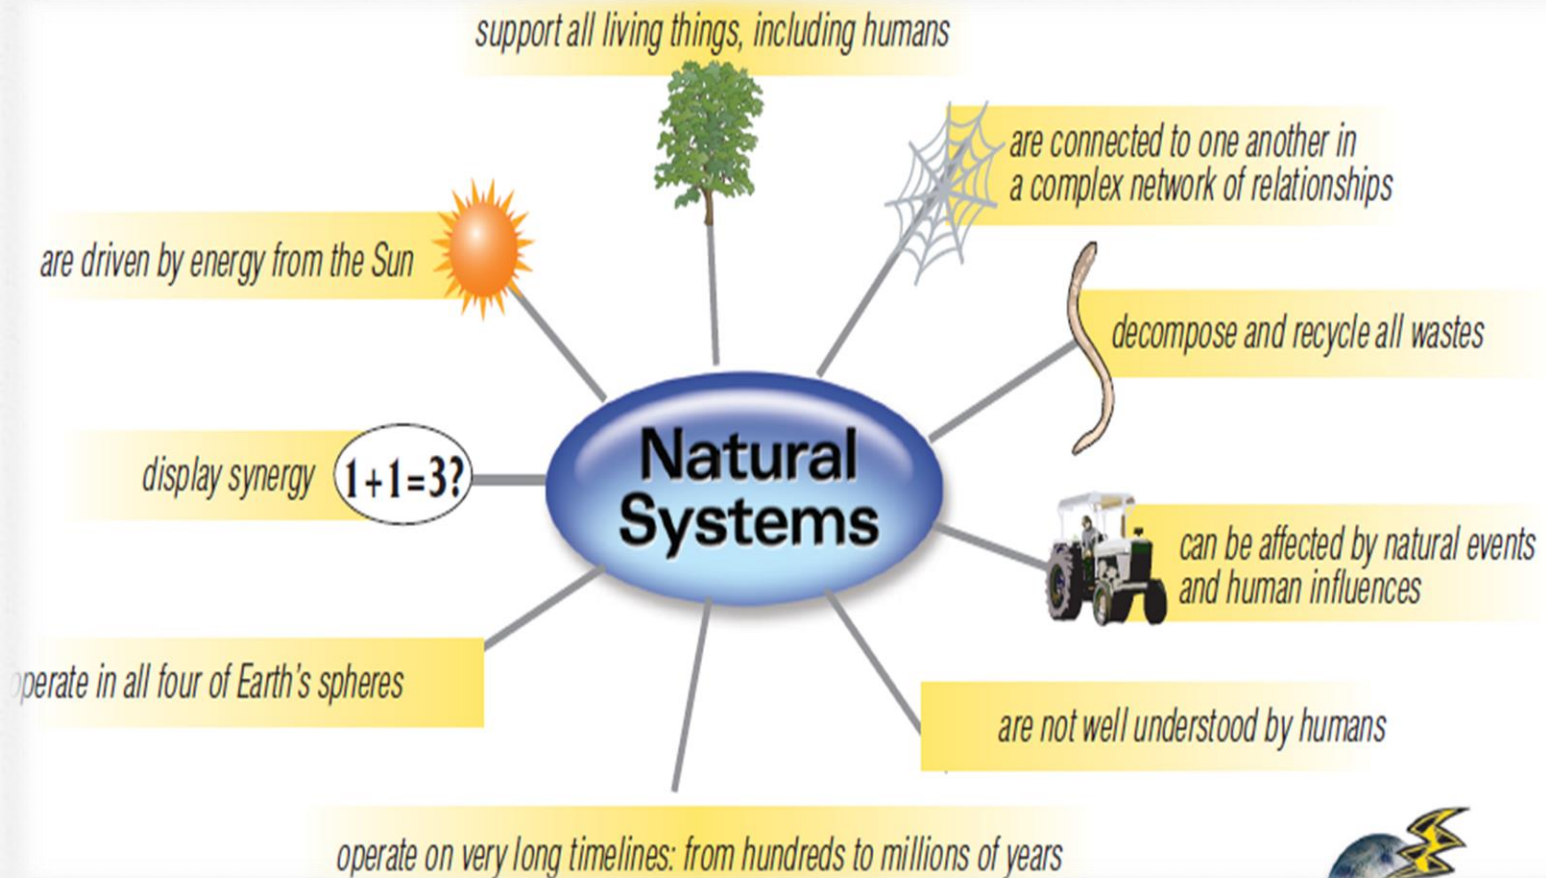 support all living things, including humans
are connected to one another in
a complex network of relationships
are driven by energy from the Sun
decompose and recycle all wastes
Natural
Systems
display synergy
1+1=3?
can be affected by natural events
and human influences
operate in all four of Earth's spheres
are not well understood by humans
operate on very long timelines: from hundreds to millions of years